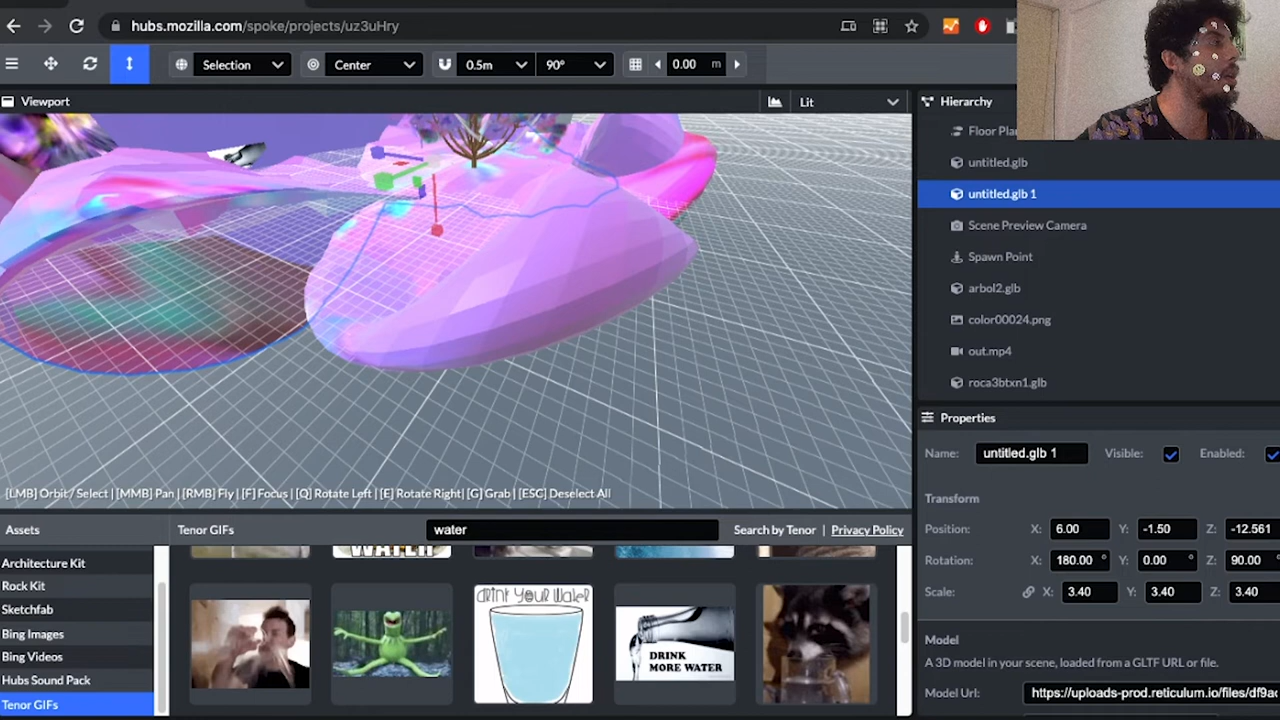 hubs.mozilla.com/spoke/projects/uz3uHry
Selection
Center
0.5m
90°
0.00 m
Viewport
Lit
Hierarchy
Floor Pla
untitled.glb
untitled.glb 1
Scene Preview Camera
Spawn Point
arbol2.glb
color00024.png
out.mp4
roca3btxn1.glb
Properties
Name: untitled.glb 1 Visible: Enabled:
Transform
Position: X: 6.00 Y: -1.50 Z: -12.561
Rotation: X: 180.00 ° Y: 0.00 ° Z: 90.00
Scale: X: 3.40 Y: 3.40 Z: 3.40
Model
A 3D model in your scene, loaded from a GLTF URL or file.
Model Url: https://uploads-prod.reticulum.io/files/df9ac
[LMB] Orbit / Select | [MMB] Pan | [RMB] Fly | [F] Focus | [Q] Rotate Left | [E] Rotate Right | [G] Grab | [ESC] Deselect All
Assets
Tenor GIFs
water
Search by Tenor | Privacy Policy
Architecture Kit
Rock Kit
Sketchfab
Bing Images
Bing Videos
Hubs Sound Pack
Tenor GIFs
WATER
drink your water
DRINK
MORE WATER